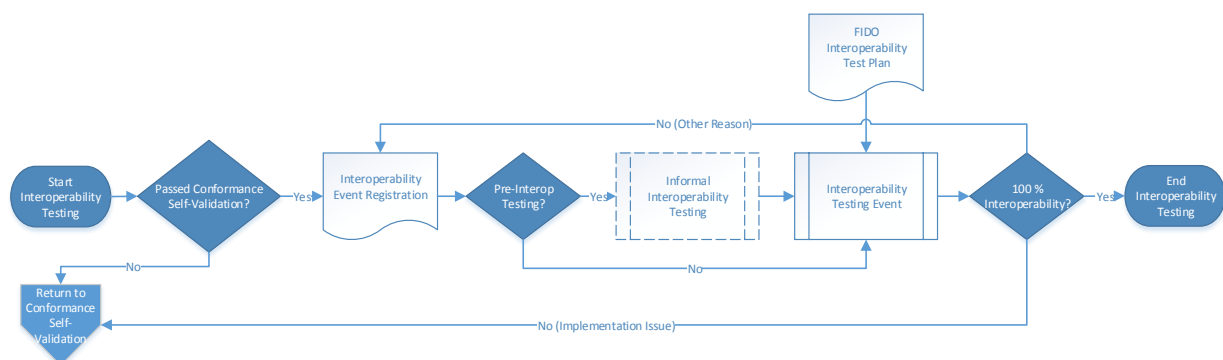 FIDO
Interoperability
Test Plan
No (Other Reason)
Start
Interoperability
Testing
Passed Conformance
Self-Validation?
Yes
Interoperability
Event Registration
Pre-Interop
Testing?
Yes
Informal
Interoperability
Testing
Interoperability
Testing Event
100 %
Interoperability?
Yes
End
Interoperability
Testing
No
No
Return to
Conformance
Self-
Validation
No (Implementation Issue)